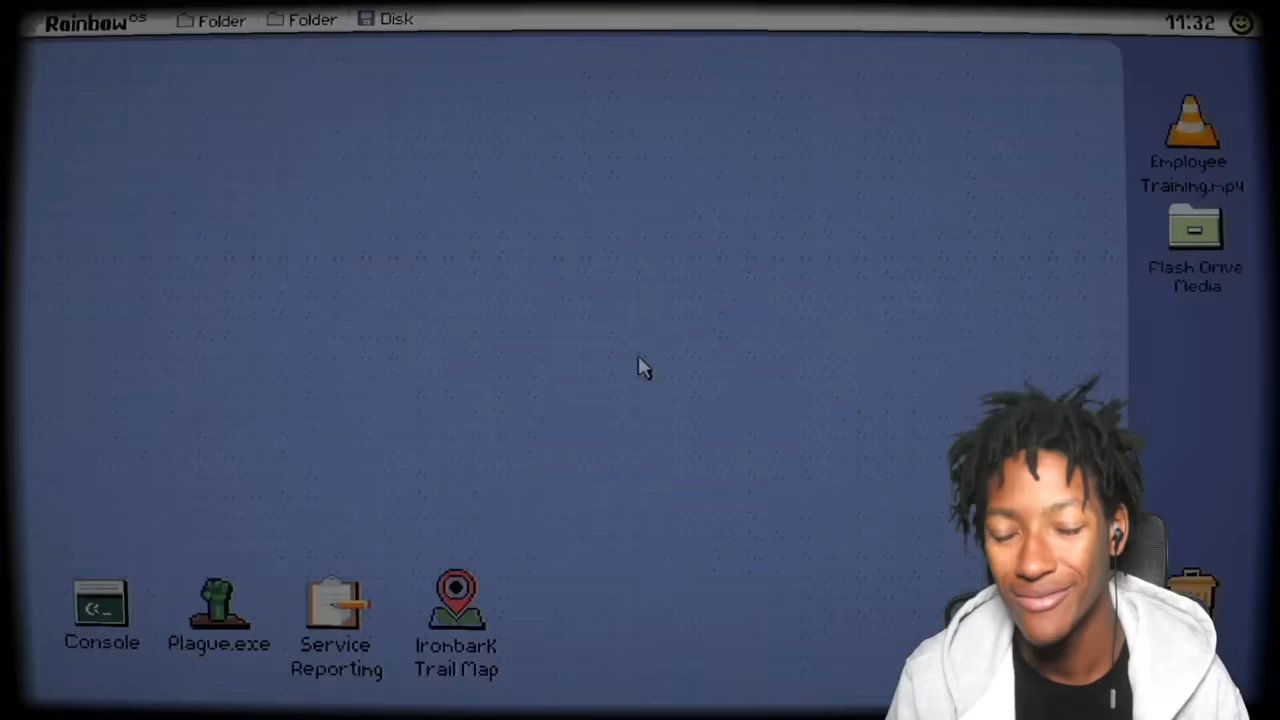 Rainbow OS
Folder
Folder
Disk
11:32
Employee
Training.mp4
Flash Drive
Media
Console
Plague.exe
Service
Reporting
Ironbark
Trail Map